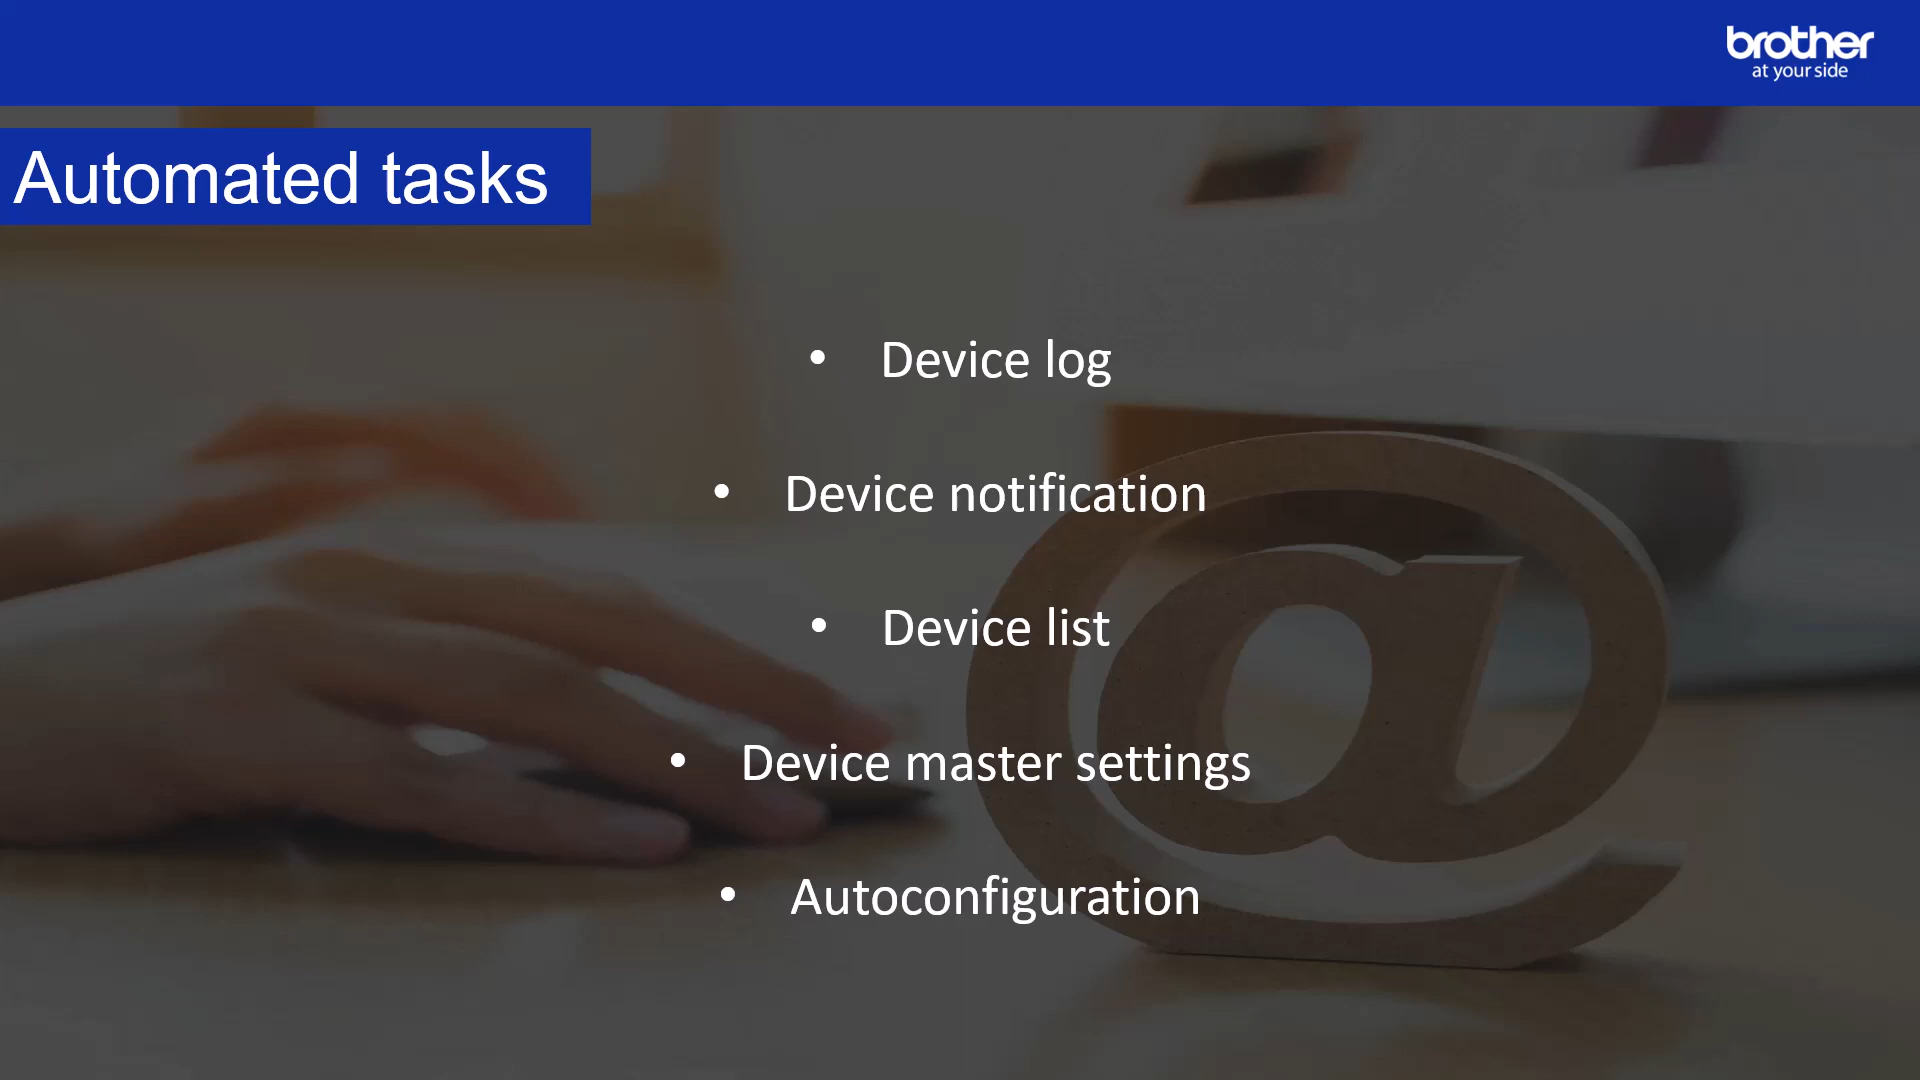 brother
at your side
Automated tasks
• Device log
• Device notification
• Device list
• Device master settings
• Autoconfiguration